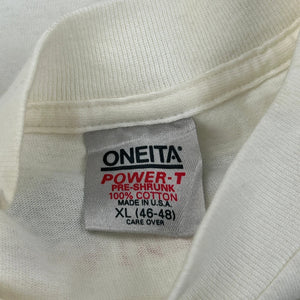 ONEITA®
POWER-T
PRE-SHRUNK
100% COTTON
MADE IN U.S.A.
XL (46-48)
CARE OVER